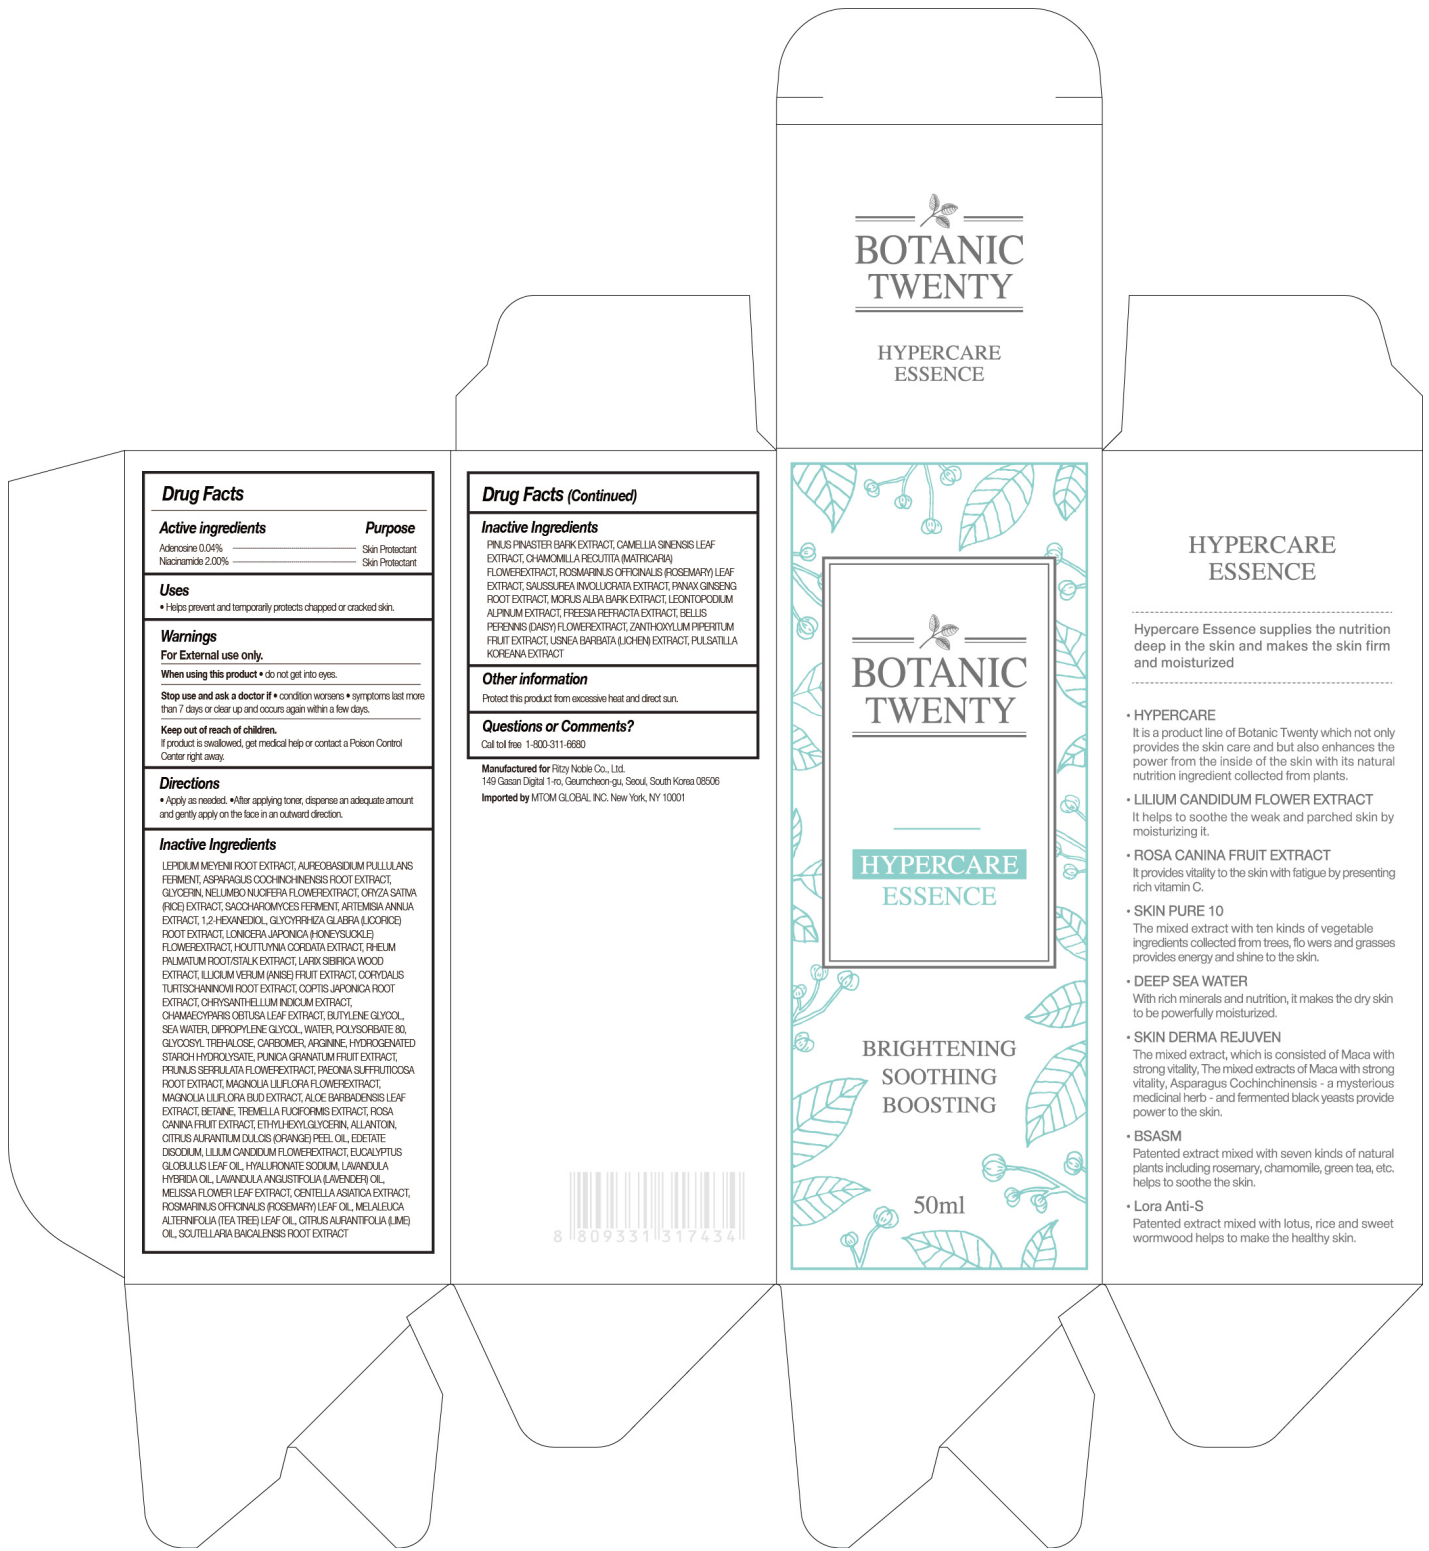 BOTANIC
TWENTY
HYPERCARE
ESSENCE
Drug Facts
Active ingredients Purpose
Adenosine 0.04% Skin Protectant
Niacinamide 2.00% Skin Protectant
Uses
• Helps prevent and temporarily protects chapped or cracked skin.
Warnings
For External use only.
When using this product • do not get into eyes.
Stop use and ask a doctor if • condition worsens • symptoms last more
than 7 days or clear up and occurs again within a few days.
Keep out of reach of children.
If product is swallowed, get medical help or contact a Poison Control
Center right away.
Directions
• Apply as needed. •After applying toner, dispense an adequate amount
and gently apply on the face in an outward direction.
Inactive Ingredients
LEPIDIUM MEYENII ROOT EXTRACT, AUREOBASIDIUM PULLULANS
FERMENT, ASPARAGUS COCHINCHINENSIS ROOT EXTRACT,
GLYCERIN, NELUMBO NUCIFERA FLOWEREXTRACT, ORYZA SATIVA
(RICE) EXTRACT, SACCHAROMYCES FERMENT, ARTEMISIA ANNUA
EXTRACT, 1,2-HEXANEDIOL, GLYCYRRHIZA GLABRA (LICORICE)
ROOT EXTRACT, LONICERA JAPONICA (HONEYSUCKLE)
FLOWEREXTRACT, HOUTTUYNIA CORDATA EXTRACT, RHEUM
PALMATUM ROOT/STALK EXTRACT, LARIX SIBIRICA WOOD
EXTRACT, ILLICIUM VERUM (ANISE) FRUIT EXTRACT, CORYDALIS
TURTSCHANINOVII ROOT EXTRACT, COPTIS JAPONICA ROOT
EXTRACT, CHRYSANTHELLUM INDICUM EXTRACT,
CHAMAECYPARIS OBTUSA LEAF EXTRACT, BUTYLENE GLYCOL,
SEA WATER, DIPROPYLENE GLYCOL, WATER, POLYSORBATE 80,
GLYCOSYL TREHALOSE, CARBOMER, ARGININE, HYDROGENATED
STARCH HYDROLYSATE, PUNICA GRANATUM FRUIT EXTRACT,
PRUNUS SERRULATA FLOWEREXTRACT, PAEONIA SUFFRUTICOSA
ROOT EXTRACT, MAGNOLIA LILIFLORA FLOWEREXTRACT,
MAGNOLIA LILIFLORA BUD EXTRACT, ALOE BARBADENSIS LEAF
EXTRACT, BETAINE, TREMELLA FUCIFORMIS EXTRACT, ROSA
CANINA FRUIT EXTRACT, ETHYLHEXYLGLYCERIN, ALLANTOIN,
CITRUS AURANTIUM DULCIS (ORANGE) PEEL OIL, EDETATE
DISODIUM, LILIUM CANDIDUM FLOWEREXTRACT, EUCALYPTUS
GLOBULUS LEAF OIL, HYALURONATE SODIUM, LAVANDULA
HYBRIDA OIL, LAVANDULA ANGUSTIFOLIA (LAVENDER) OIL,
MELISSA FLOWER LEAF EXTRACT, CENTELLA ASIATICA EXTRACT,
ROSMARINUS OFFICINALIS (ROSEMARY) LEAF OIL, MELALEUCA
ALTERNIFOLIA (TEA TREE) LEAF OIL, CITRUS AURANTIFOLIA (LIME)
OIL, SCUTELLARIA BAICALENSIS ROOT EXTRACT
Drug Facts (Continued)
Inactive Ingredients
PINUS PINASTER BARK EXTRACT, CAMELLIA SINENSIS LEAF
EXTRACT, CHAMOMILLA RECUTITA (MATRICARIA)
FLOWEREXTRACT, ROSMARINUS OFFICINALIS (ROSEMARY) LEAF
EXTRACT, SAUSSUREA INVOLUCRATA EXTRACT, PANAX GINSENG
ROOT EXTRACT, MORUS ALBA BARK EXTRACT, LEONTOPODIUM
ALPINUM EXTRACT, FREESIA REFRACTA EXTRACT, BELLIS
PERENNIS (DAISY) FLOWEREXTRACT, ZANTHOXYLUM PIPERITUM
FRUIT EXTRACT, USNEA BARBATA (LICHEN) EXTRACT, PULSATILLA
KOREANA EXTRACT
Other information
Protect this product from excessive heat and direct sun.
Questions or Comments?
Call toll free 1-800-311-6680
Manufactured for Ritzy Noble Co., Ltd.
149 Gasan Digital 1-ro, Geumcheon-gu, Seoul, South Korea 08506
Imported by MTOM GLOBAL INC. New York, NY 10001
8 809331 317434
BOTANIC
TWENTY
HYPERCARE
ESSENCE
BRIGHTENING
SOOTHING
BOOSTING
50ml
HYPERCARE
ESSENCE
Hypercare Essence supplies the nutrition
deep in the skin and makes the skin firm
and moisturized
• HYPERCARE
It is a product line of Botanic Twenty which not only
provides the skin care and but also enhances the
power from the inside of the skin with its natural
nutrition ingredient collected from plants.
• LILIUM CANDIDUM FLOWER EXTRACT
It helps to soothe the weak and parched skin by
moisturizing it.
• ROSA CANINA FRUIT EXTRACT
It provides vitality to the skin with fatigue by presenting
rich vitamin C.
• SKIN PURE 10
The mixed extract with ten kinds of vegetable
ingredients collected from trees, flo wers and grasses
provides energy and shine to the skin.
• DEEP SEA WATER
With rich minerals and nutrition, it makes the dry skin
to be powerfully moisturized.
• SKIN DERMA REJUVEN
The mixed extract, which is consisted of Maca with
strong vitality, The mixed extracts of Maca with strong
vitality, Asparagus Cochinchinensis - a mysterious
medicinal herb - and fermented black yeasts provide
power to the skin.
• BSASM
Patented extract mixed with seven kinds of natural
plants including rosemary, chamomile, green tea, etc.
helps to soothe the skin.
• Lora Anti-S
Patented extract mixed with lotus, rice and sweet
wormwood helps to make the healthy skin.